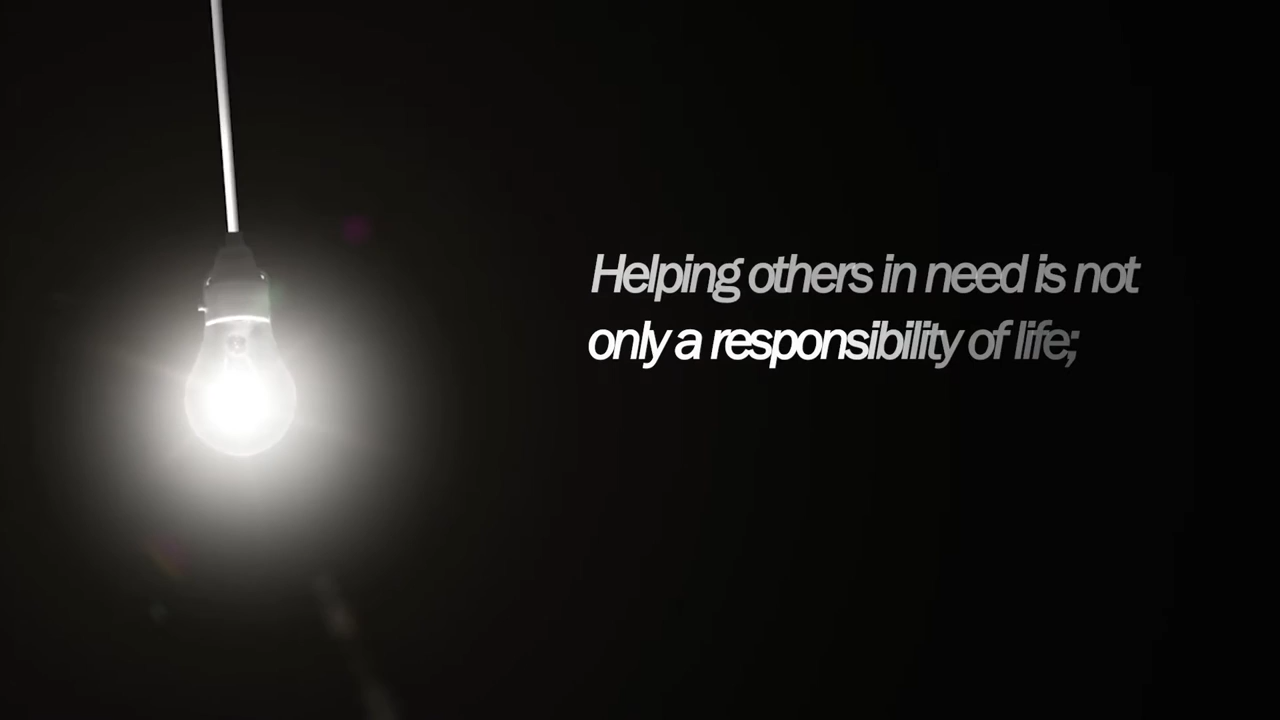 Helping others in need is not
only a responsibility of life;